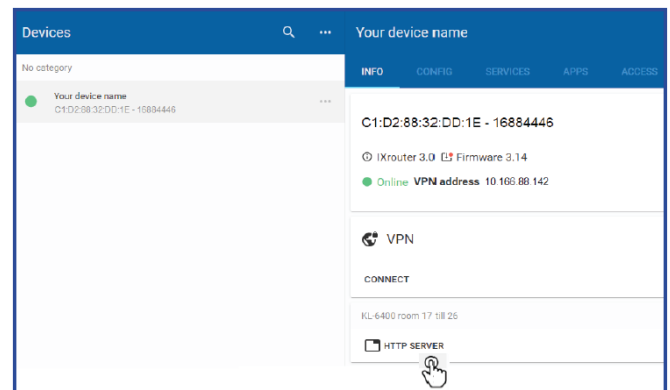 Devices
No category
Your device name
C1:D2:88:32:DD:1E - 16884446
Your device name
INFO CONFIG SERVICES APPS ACCESS
C1:D2:88:32:DD:1E - 16884446
IXrouter 3.0 Firmware 3.14
Online VPN address 10.166.88.142
VPN
CONNECT
KL-6400 room 17 till 26
HTTP SERVER